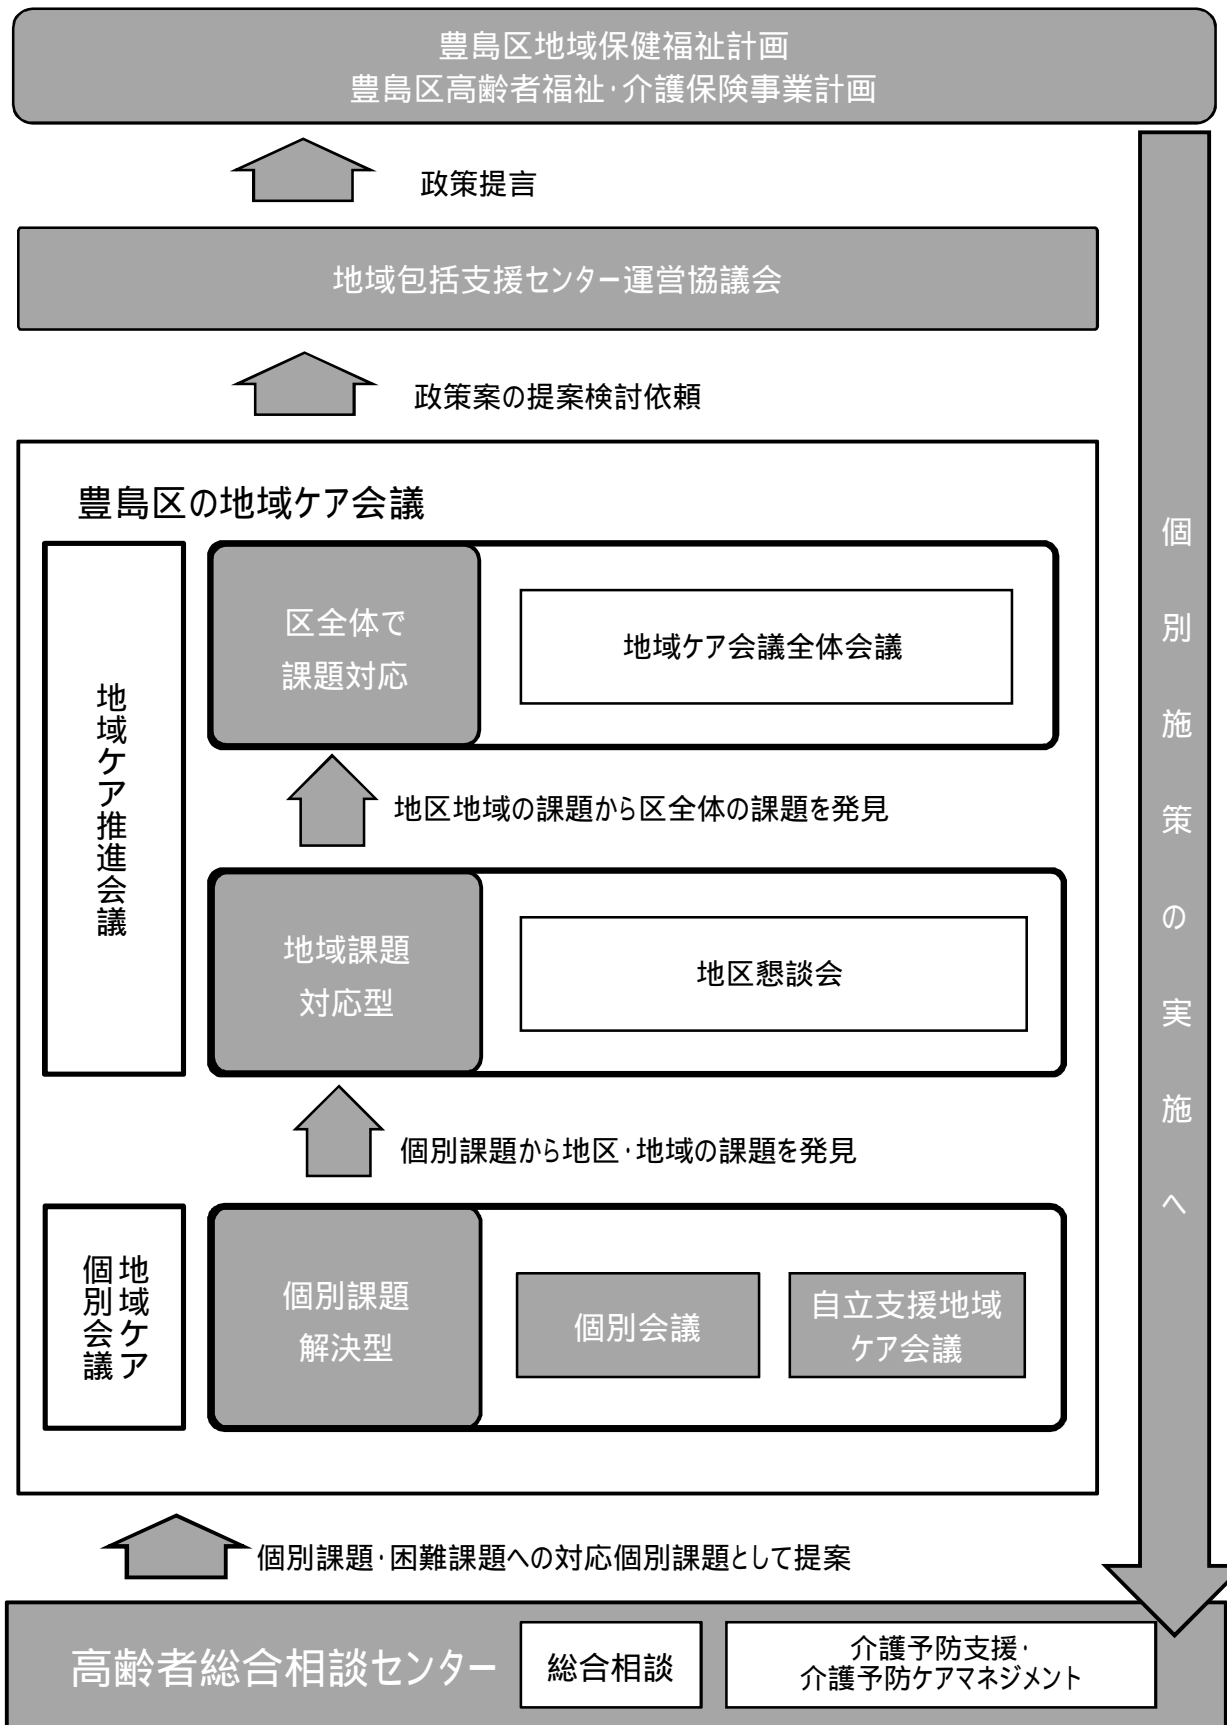 豊島区地域保健福祉計画
豊島区高齢者福祉・介護保険事業計画
政策提言
地域包括支援センター運営協議会
政策案の提案検討依頼
豊島区の地域ケア会議
地域ケア推進会議
区全体で
課題対応
地域ケア会議全体会議
地区地域の課題から区全体の課題を発見
地域課題
対応型
地区懇談会
個別課題から地区・地域の課題を発見
地域ケア
個別会議
個別課題
解決型
個別会議
自立支援地域
ケア会議
個別施策の実施へ
個別課題・困難課題への対応個別課題として提案
高齢者総合相談センター
総合相談
介護予防支援・
介護予防ケアマネジメント